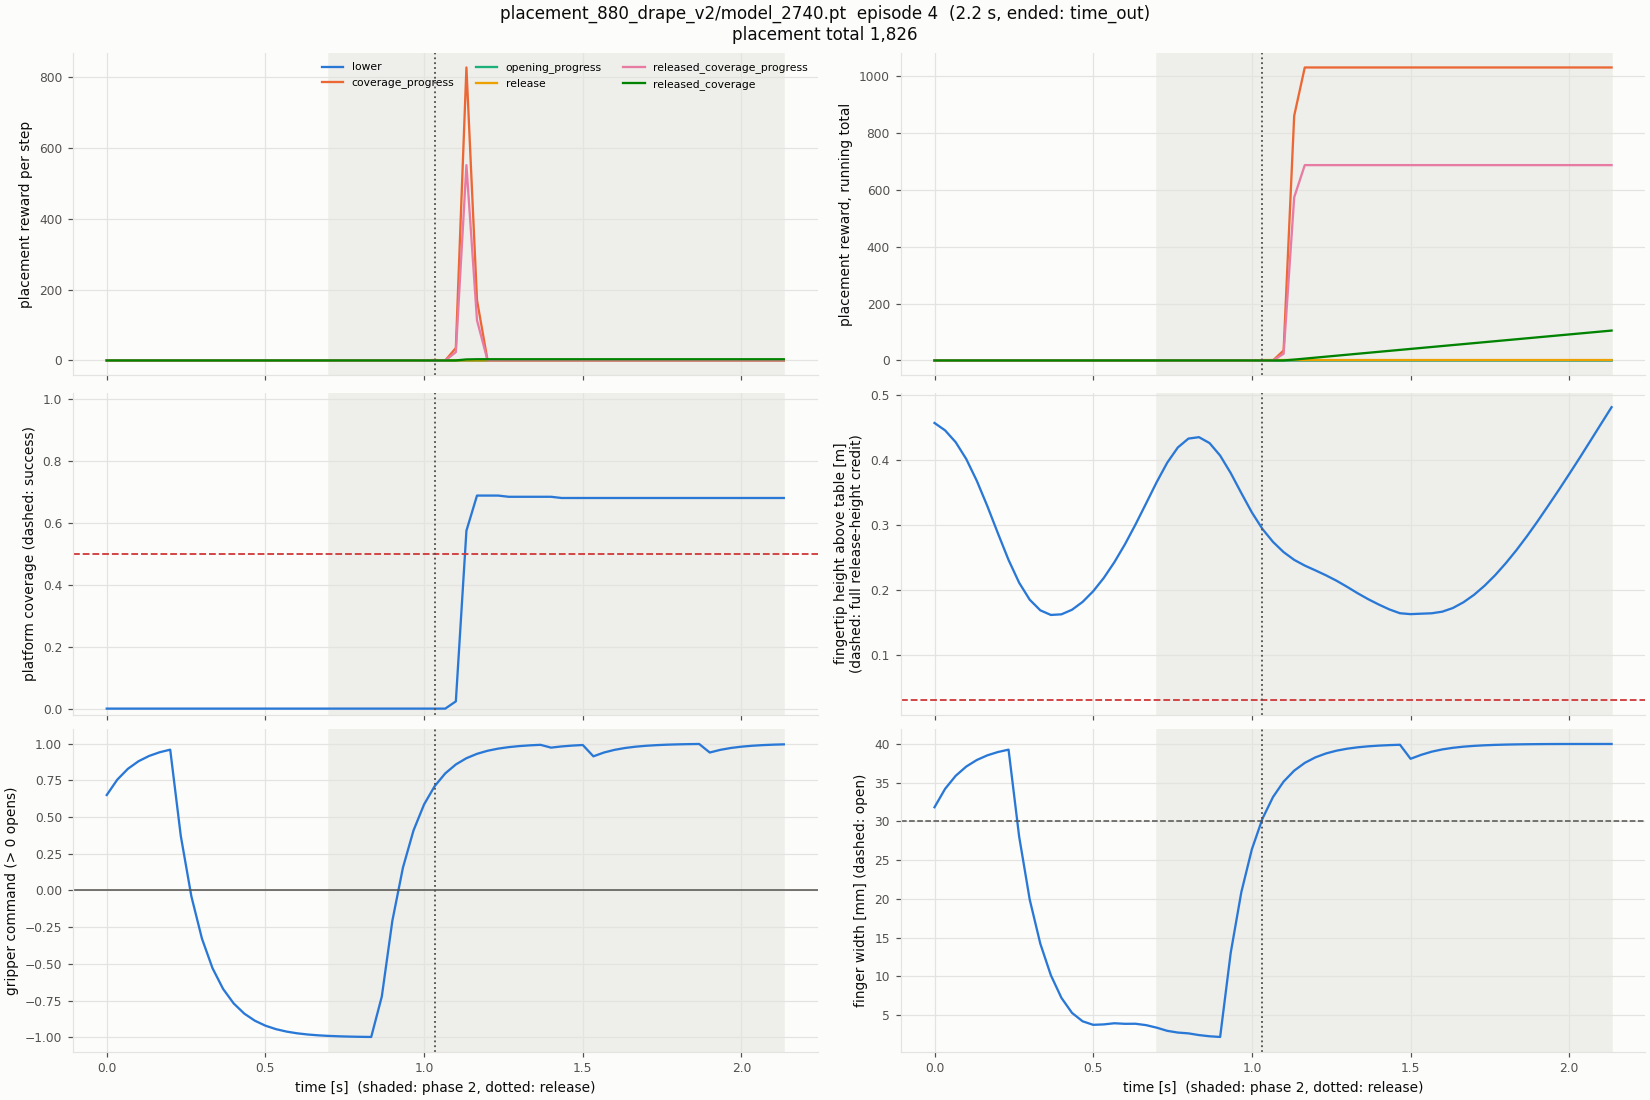 placement_880_drape_v2/model_2740.pt  episode 4  (2.2 s, ended: time_out)
placement total 1,826
lower
coverage_progress
opening_progress
release
released_coverage_progress
released_coverage
placement reward per step
800
600
400
200
0
placement reward, running total
1000
800
600
400
200
0
platform coverage (dashed: success)
1.0
0.8
0.6
0.4
0.2
0.0
fingertip height above table [m]
(dashed: full release-height credit)
0.5
0.4
0.3
0.2
0.1
gripper command (> 0 opens)
1.00
0.75
0.50
0.25
0.00
−0.25
−0.50
−0.75
−1.00
0.0 0.5 1.0 1.5 2.0
time [s]  (shaded: phase 2, dotted: release)
finger width [mm] (dashed: open)
40
35
30
25
20
15
10
5
0.0 0.5 1.0 1.5 2.0
time [s]  (shaded: phase 2, dotted: release)